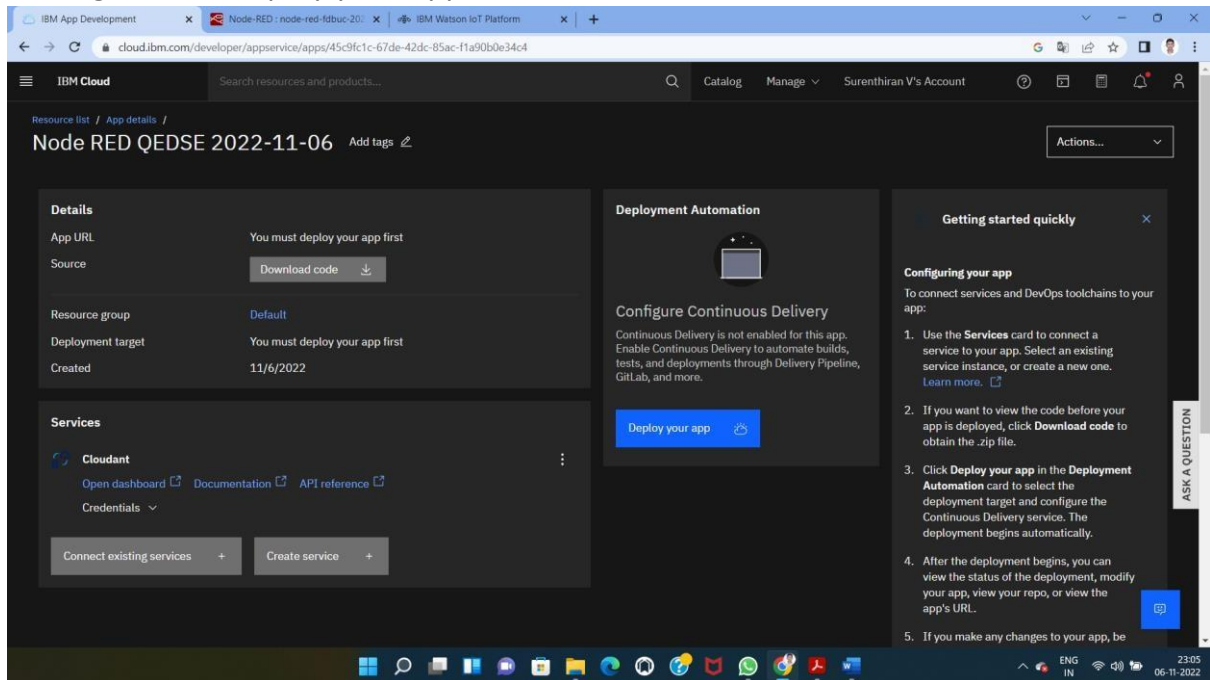 IBM App Development
Node-RED : node-red-fdbuc-202
IBM Watson IoT Platform
cloud.ibm.com/developer/appservice/apps/45c9fc1c-67de-42dc-85ac-f1a90b0e34c4
IBM Cloud
Search resources and products...
Catalog
Manage
Surenthiran V's Account
Resource list / App details /
Node RED QEDSE 2022-11-06
Add tags
Actions...
Details
App URL
You must deploy your app first
Source
Download code
Resource group
Default
Deployment target
You must deploy your app first
Created
11/6/2022
Services
Cloudant
Open dashboard
Documentation
API reference
Credentials
Connect existing services +
Create service +
Deployment Automation
Configure Continuous Delivery
Continuous Delivery is not enabled for this app.
Enable Continuous Delivery to automate builds,
tests, and deployments through Delivery Pipeline,
GitLab, and more.
Deploy your app
Getting started quickly
Configuring your app
To connect services and DevOps toolchains to your
app:
1. Use the Services card to connect a
service to your app. Select an existing
service instance, or create a new one.
Learn more.
2. If you want to view the code before your
app is deployed, click Download code to
obtain the .zip file.
3. Click Deploy your app in the Deployment
Automation card to select the
deployment target and configure the
Continuous Delivery service. The
deployment begins automatically.
4. After the deployment begins, you can
view the status of the deployment, modify
your app, view your repo, or view the
app's URL.
5. If you make any changes to your app, be
ASK A QUESTION
ENG
IN
23:05
06-11-2022